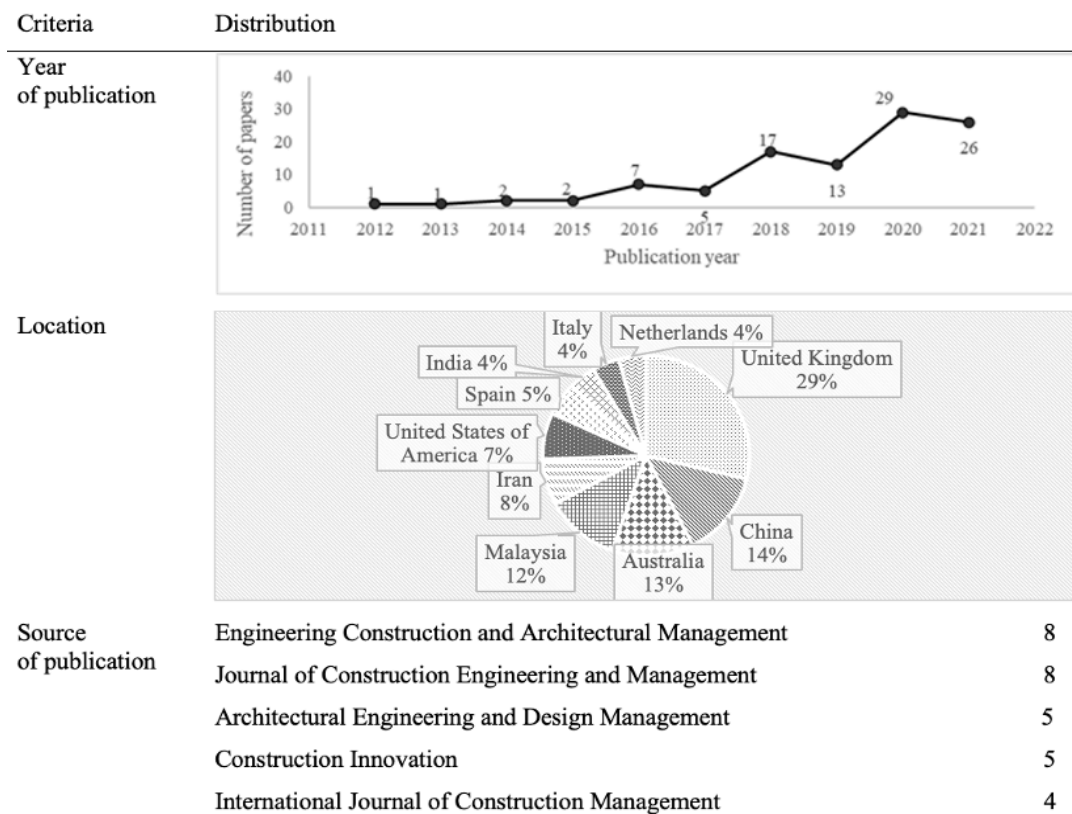 Criteria Distribution
Year
of publication
Number of papers
40
30
20
10
0
1
1
2
2
7
5
17
13
29
26
2011 2012 2013 2014 2015 2016 2017 2018 2019 2020 2021 2022
Publication year
Location
Italy
4%
Netherlands 4%
United Kingdom
29%
India 4%
Spain 5%
United States of
America 7%
Iran
8%
Malaysia
12%
Australia
13%
China
14%
Source
of publication
Engineering Construction and Architectural Management 8
Journal of Construction Engineering and Management 8
Architectural Engineering and Design Management 5
Construction Innovation 5
International Journal of Construction Management 4